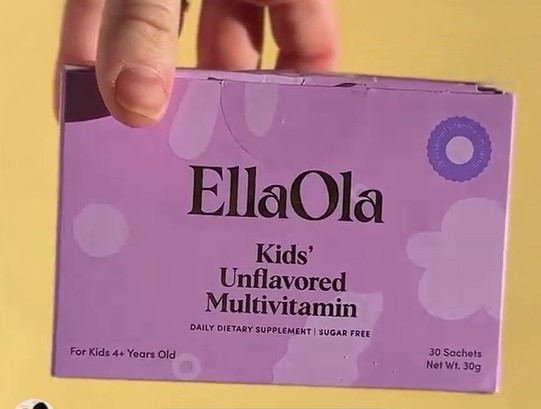 EllaOla
Kids'
Unflavored
Multivitamin
DAILY DIETARY SUPPLEMENT | SUGAR FREE
For Kids 4+ Years Old
30 Sachets
Net Wt. 30g